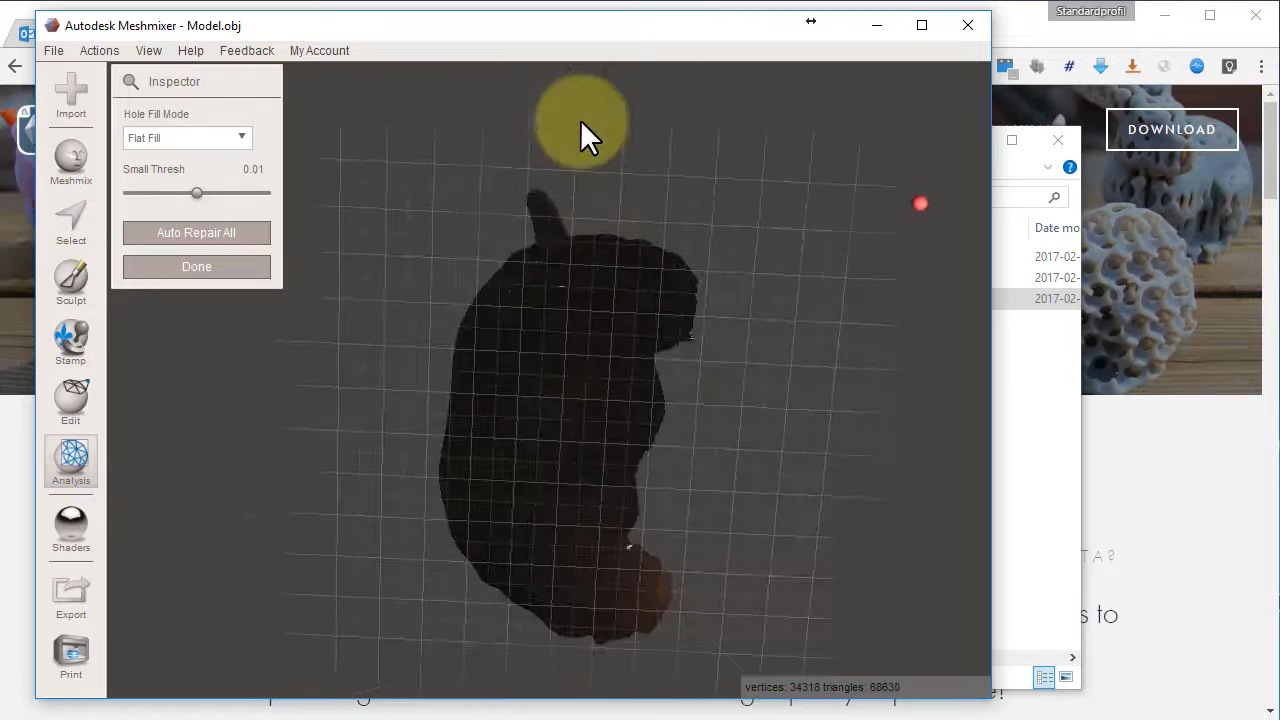 Standardprofil
Autodesk Meshmixer - Model.obj
File Actions View Help Feedback My Account
Import
Meshmix
Select
Sculpt
Stamp
Edit
Analysis
Shaders
Export
Print
Inspector
Hole Fill Mode
Flat Fill
Small Thresh 0.01
Auto Repair All
Done
vertices: 34318 triangles: 68630
DOWNLOAD
Date mo
2017-02-
2017-02-
2017-02-
TA?
s to